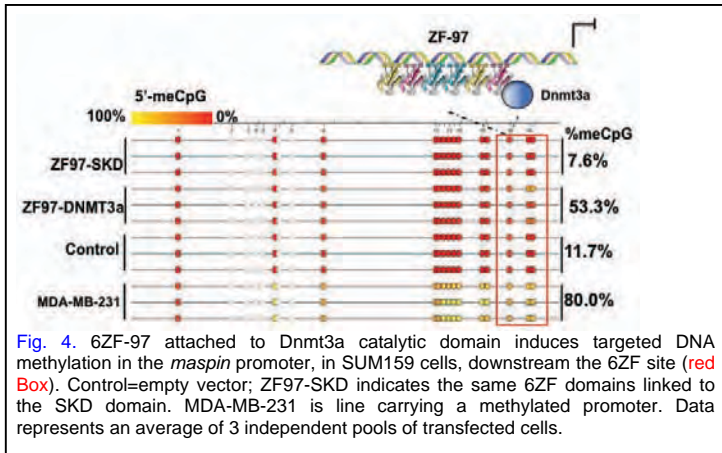 ZF-97
Dnmt3a
5'-meCpG
100% 0%
%meCpG
ZF97-SKD 7.6%
ZF97-DNMT3a 53.3%
Control 11.7%
MDA-MB-231 80.0%
Fig. 4. 6ZF-97 attached to Dnmt3a catalytic domain induces targeted DNA
methylation in the maspin promoter, in SUM159 cells, downstream the 6ZF site (red
Box). Control=empty vector; ZF97-SKD indicates the same 6ZF domains linked to
the SKD domain. MDA-MB-231 is line carrying a methylated promoter. Data
represents an average of 3 independent pools of transfected cells.